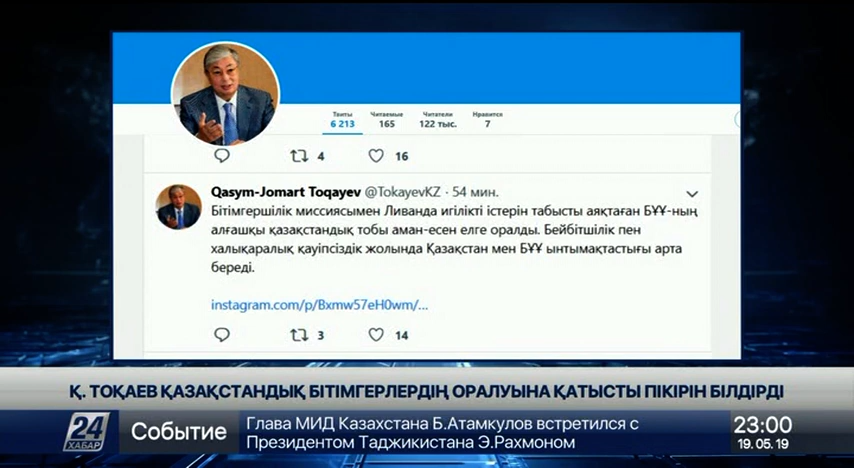 Твиты Читаемые Читатели Нравится
6 213 165 122 тыс. 7
4 16
Qasym-Jomart Toqayev @TokayevKZ · 54 мин.
Бітімгершілік миссиясымен Ливанда игілікті істерін табысты аяқтаған БҰҰ-ның
алғашқы қазақстандық тобы аман-есен елге оралды. Бейбітшілік пен
халықаралық қауіпсіздік жолында Қазақстан мен БҰҰ ынтымақтастығы арта
береді.
instagram.com/p/Bxmw57eH0wm/...
3 14
Қ. ТОҚАЕВ ҚАЗАҚСТАНДЫҚ БІТІМГЕРЛЕРДІҢ ОРАЛУЫНА ҚАТЫСТЫ ПІКІРІН БІЛДІРДІ
24
ХАБАР
Событие
Глава МИД Казахстана Б.Атамкулов встретился с
Президентом Таджикистана Э.Рахмоном
23:00
19.05.19